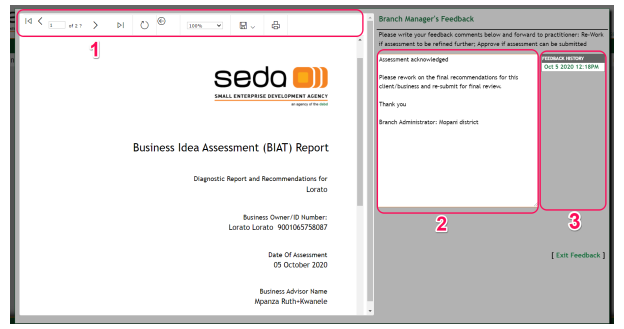 1 of 2 ? 100%
1
seda
SMALL ENTERPRISE DEVELOPMENT AGENCY
an agency of the dsbd
Business Idea Assessment (BIAT) Report
Diagnostic Report and Recommendations for
Lorato
Business Owner/ID Number:
Lorato Lorato 9001065758087
Date Of Assessment
05 October 2020
Business Advisor Name
Mpanza Ruth+Kwanele
Branch Manager's Feedback
Please write your feedback comments below and forward to practitioner: Re-Work
if assessment to be refined further; Approve if assessment can be submitted
Assessment acknowledged
Please rework on the final recommendations for this
client/business and re-submit for final review.
Thank you
Branch Administrator: Mopani district
2
FEEDBACK HISTORY
Oct 5 2020 12:18PM
3
[ Exit Feedback ]